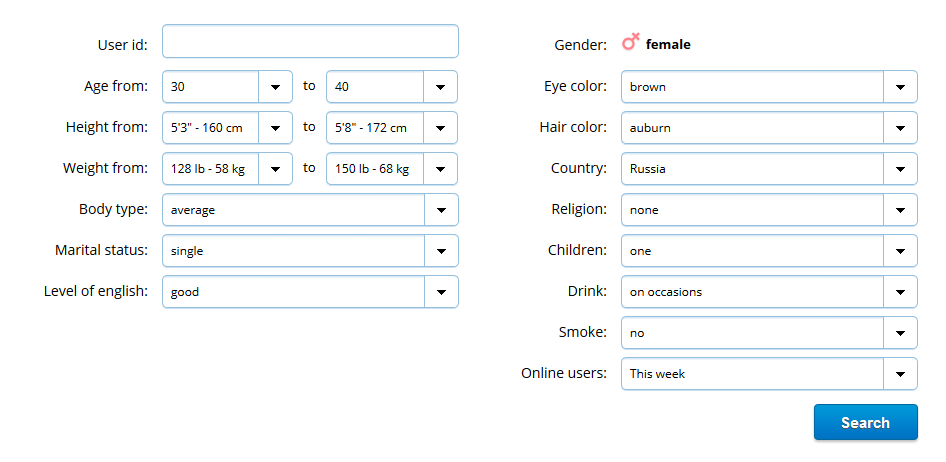 User id:
Age from: 30 to 40
Height from: 5'3" - 160 cm to 5'8" - 172 cm
Weight from: 128 lb - 58 kg to 150 lb - 68 kg
Body type: average
Marital status: single
Level of english: good
Gender: female
Eye color: brown
Hair color: auburn
Country: Russia
Religion: none
Children: one
Drink: on occasions
Smoke: no
Online users: This week
Search